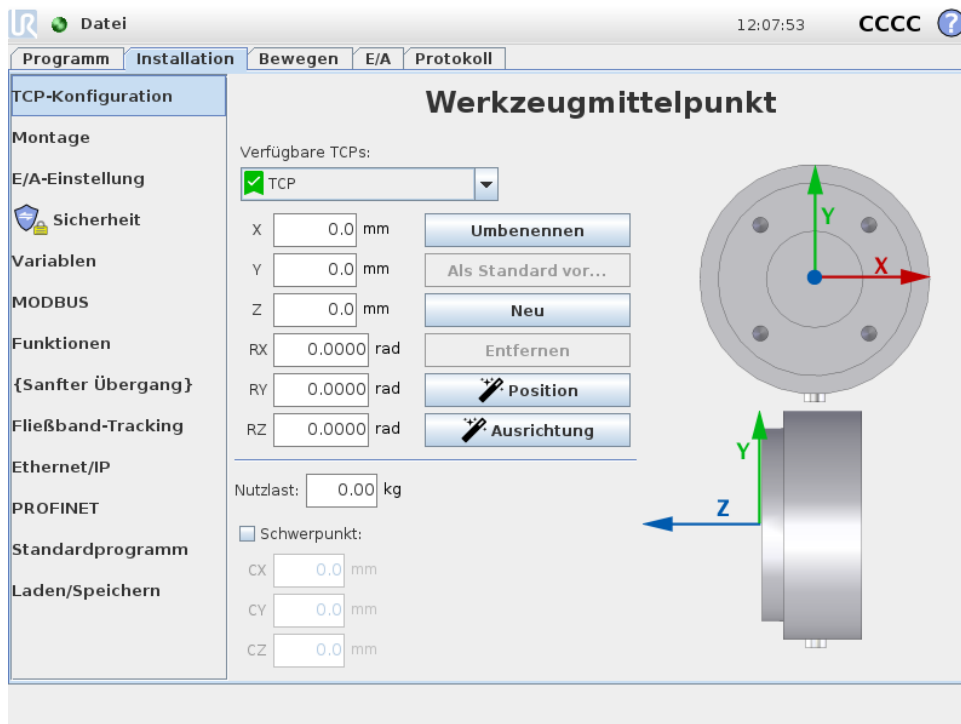 UR Datei 12:07:53 CCCC ?
Programm Installation Bewegen E/A Protokoll
TCP-Konfiguration
Montage
E/A-Einstellung
Sicherheit
Variablen
MODBUS
Funktionen
{Sanfter Übergang}
Fließband-Tracking
Ethernet/IP
PROFINET
Standardprogramm
Laden/Speichern
Werkzeugmittelpunkt
Verfügbare TCPs:
TCP
X 0.0 mm Umbenennen
Y 0.0 mm Als Standard vor...
Z 0.0 mm Neu
RX 0.0000 rad Entfernen
RY 0.0000 rad Position
RZ 0.0000 rad Ausrichtung
Nutzlast: 0.00 kg
Schwerpunkt:
CX 0.0 mm
CY 0.0 mm
CZ 0.0 mm
Y
X
Y
Z